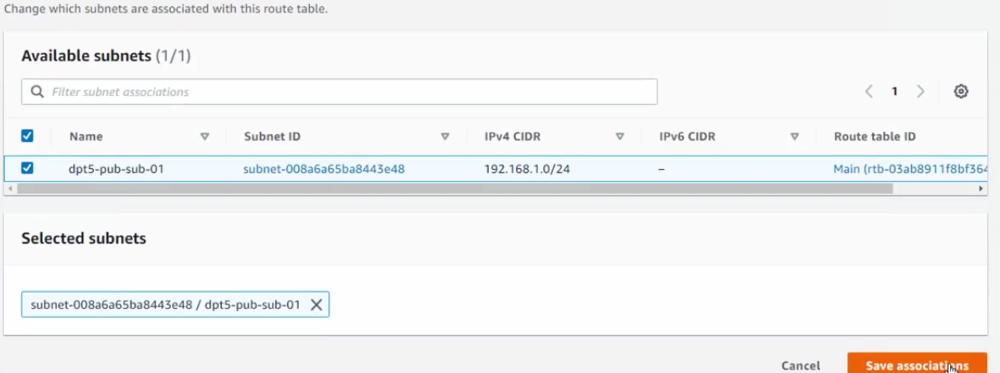 Change which subnets are associated with this route table.
Available subnets (1/1)
Filter subnet associations
1
Name Subnet ID IPv4 CIDR IPv6 CIDR Route table ID
dpt5-pub-sub-01 subnet-008a6a65ba8443e48 192.168.1.0/24 – Main (rtb-03ab8911f8bf364
Selected subnets
subnet-008a6a65ba8443e48 / dpt5-pub-sub-01
Cancel Save associations